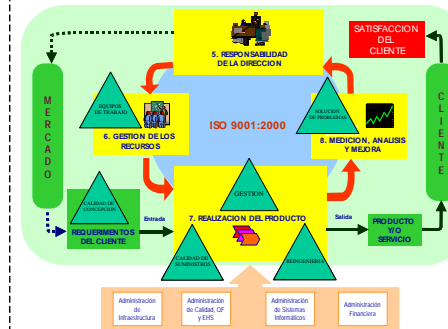 SATISFACCION
DEL
CLIENTE
5. RESPONSABILIDAD
DE LA DIRECCION
MERCADO
CLIENTE
EQUIPOS
DE TRABAJO
SOLUCION
DE PROBLEMAS
ISO 9001:2000
6. GESTION DE LOS
RECURSOS
8. MEDICION, ANALISIS
Y MEJORA
CALIDAD DE
CONCEPCION
GESTION
REQUERIMENTOS
DEL CLIENTE
Entrada
7. REALIZACION DEL PRODUCTO
Salida
PRODUCTO
Y/O
SERVICIO
CALIDAD DE
SUMINISTROS
REINGENIERIA
Administración
de
Infraestructura
Administración
de Calidad, OF
y EHS
Administración
de Sistemas
Informáticos
Administración
Financiera